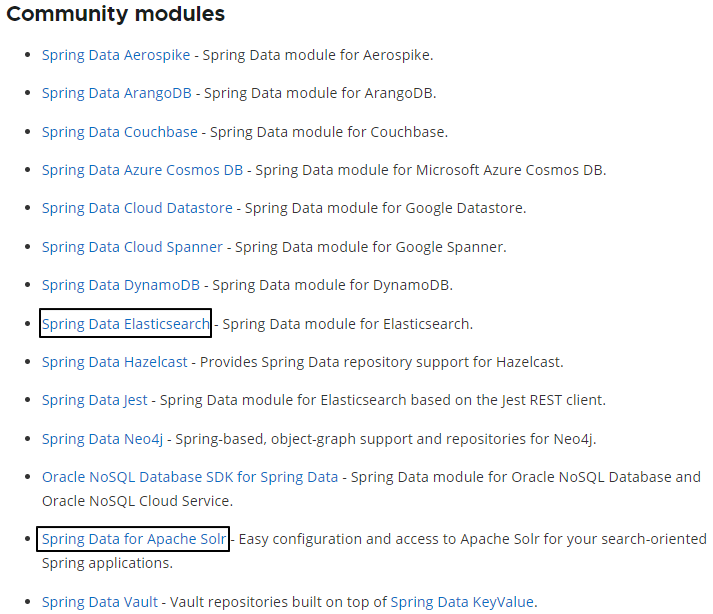 Community modules
Spring Data Aerospike - Spring Data module for Aerospike.
Spring Data ArangoDB - Spring Data module for ArangoDB.
Spring Data Couchbase - Spring Data module for Couchbase.
Spring Data Azure Cosmos DB - Spring Data module for Microsoft Azure Cosmos DB.
Spring Data Cloud Datastore - Spring Data module for Google Datastore.
Spring Data Cloud Spanner - Spring Data module for Google Spanner.
Spring Data DynamoDB - Spring Data module for DynamoDB.
Spring Data Elasticsearch - Spring Data module for Elasticsearch.
Spring Data Hazelcast - Provides Spring Data repository support for Hazelcast.
Spring Data Jest - Spring Data module for Elasticsearch based on the Jest REST client.
Spring Data Neo4j - Spring-based, object-graph support and repositories for Neo4j.
Oracle NoSQL Database SDK for Spring Data - Spring Data module for Oracle NoSQL Database and
Oracle NoSQL Cloud Service.
Spring Data for Apache Solr - Easy configuration and access to Apache Solr for your search-oriented
Spring applications.
Spring Data Vault - Vault repositories built on top of Spring Data KeyValue.